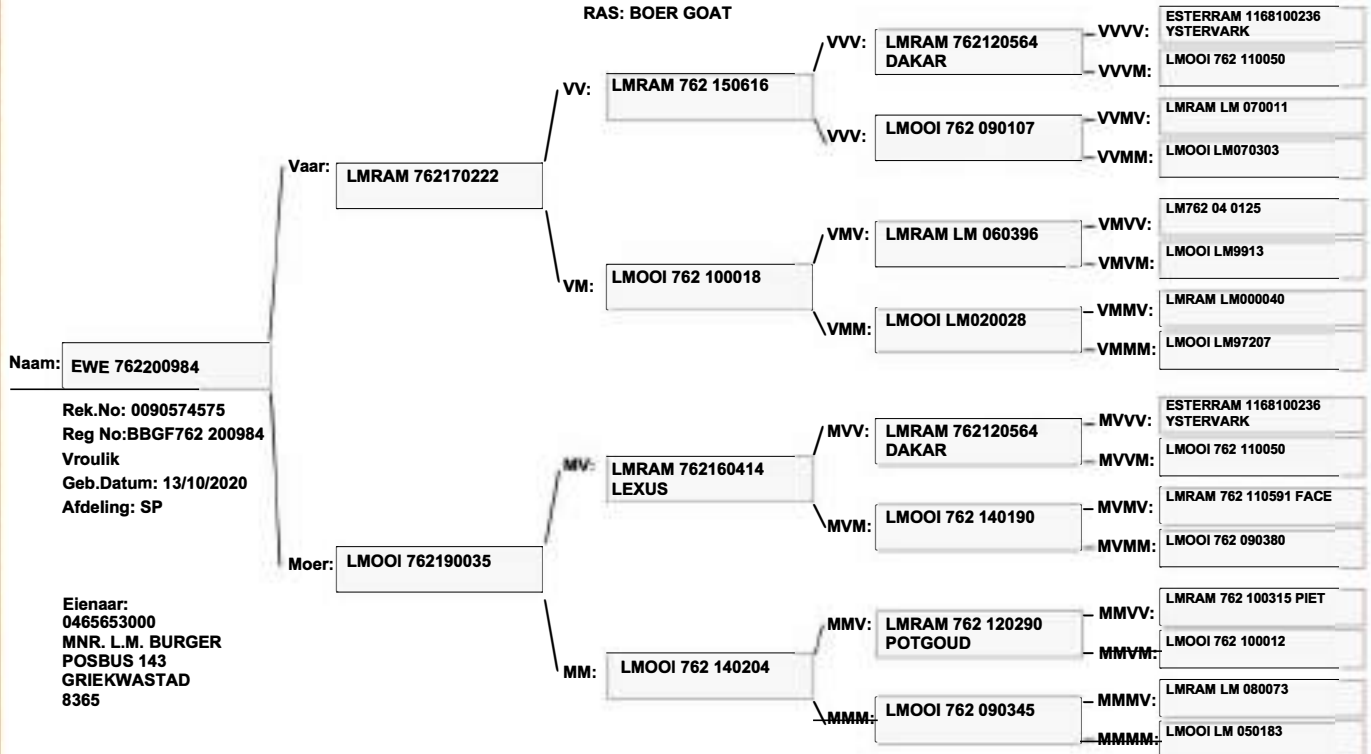 RAS: BOER GOAT
Naam: EWE 762200984
Rek.No: 0090574575
Reg No:BBGF762 200984
Vroulik
Geb.Datum: 13/10/2020
Afdeling: SP
Eienaar:
0465653000
MNR. L.M. BURGER
POSBUS 143
GRIEKWASTAD
8365
Vaar: LMRAM 762170222
Moer: LMOOI 762190035
VV: LMRAM 762 150616
VM: LMOOI 762 100018
MV: LMRAM 762160414
LEXUS
MM: LMOOI 762 140204
VVV: LMRAM 762120564
DAKAR
VVV: LMOOI 762 090107
VMV: LMRAM LM 060396
VMM: LMOOI LM020028
MVV: LMRAM 762120564
DAKAR
MVM: LMOOI 762 140190
MMV: LMRAM 762 120290
POTGOUD
MMM: LMOOI 762 090345
VVVV: ESTERRAM 1168100236
YSTERVARK
VVVM: LMOOI 762 110050
VVMV: LMRAM LM 070011
VVMM: LMOOI LM070303
VMVV: LM762 04 0125
VMVM: LMOOI LM9913
VMMV: LMRAM LM000040
VMMM: LMOOI LM97207
MVVV: ESTERRAM 1168100236
YSTERVARK
MVVM: LMOOI 762 110050
MVMV: LMRAM 762 110591 FACE
MVMM: LMOOI 762 090380
MMVV: LMRAM 762 100315 PIET
MMVM: LMOOI 762 100012
MMMV: LMRAM LM 080073
MMMM: LMOOI LM 050183